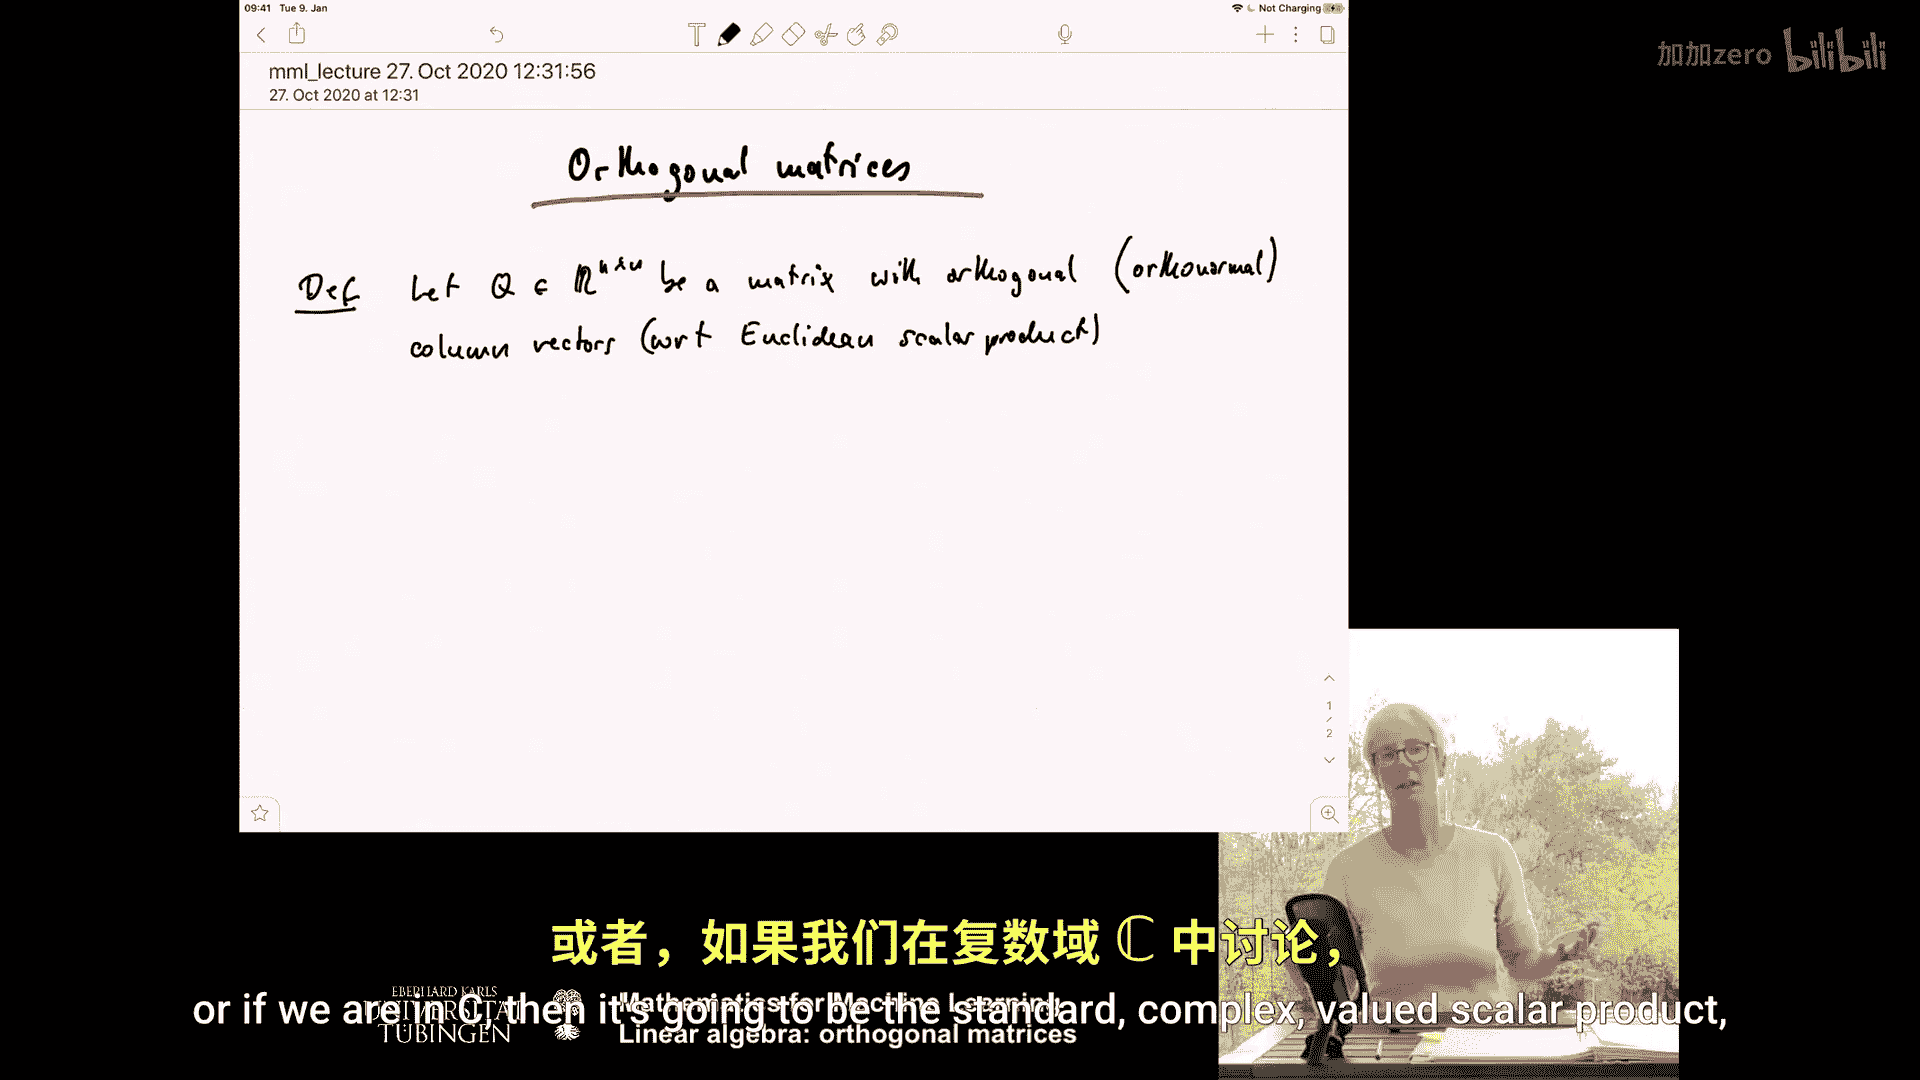 09:41 Tue 9. Jan
Not Charging
加加zero bilibili
mml_lecture 27. Oct 2020 12:31:56
27. Oct 2020 at 12:31
Orthogonal matrices
Def Let Q ∈ ℝⁿˣⁿ be a matrix with orthogonal (orthonormal)
column vectors (wrt Euclidean scalar product)
1
/
2
或者，如果我们在复数域 ℂ 中讨论，
or if we are in C, then it's going to be the standard, complex, valued scalar product,
EBERHARD KARLS
UNIVERSITÄT
TÜBINGEN
Mathematics for Machine Learning
Linear algebra: orthogonal matrices